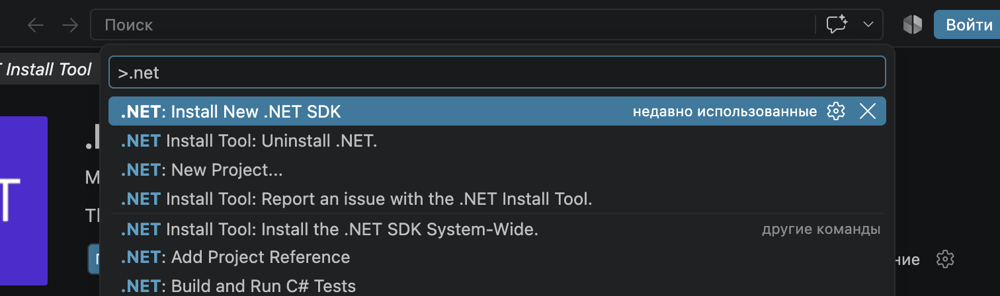 Поиск
Войти
Install Tool
>.net
.NET: Install New .NET SDK
недавно использованные
.NET Install Tool: Uninstall .NET.
.NET: New Project...
.NET Install Tool: Report an issue with the .NET Install Tool.
.NET Install Tool: Install the .NET SDK System-Wide.
другие команды
.NET: Add Project Reference
.NET: Build and Run C# Tests